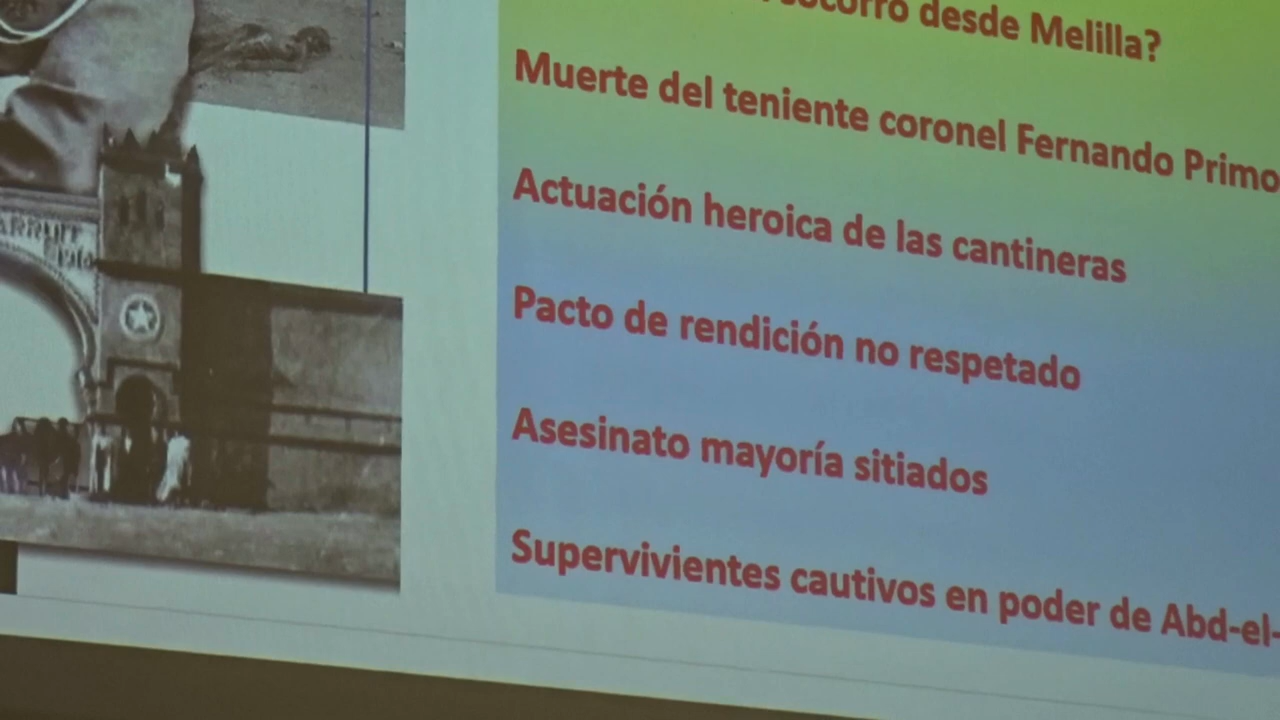 socorro desde Melilla?
Muerte del teniente coronel Fernando Primo
Actuación heroica de las cantineras
Pacto de rendición no respetado
Asesinato mayoría sitiados
Supervivientes cautivos en poder de Abd-el-